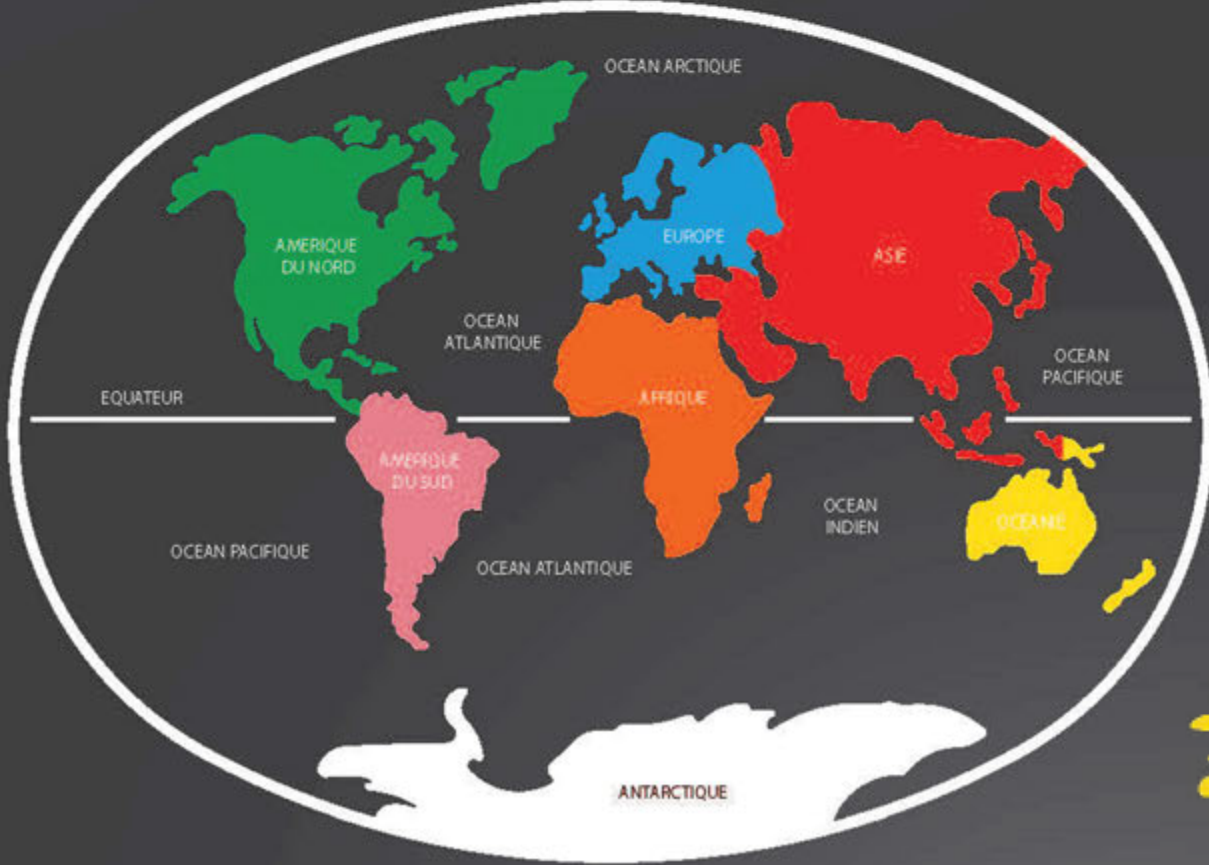 OCEAN ARCTIQUE
AMERIQUE
DU NORD
EUROPE
ASIE
OCEAN
ATLANTIQUE
OCEAN
PACIFIQUE
EQUATEUR
AFRIQUE
AMERIQUE
DU SUD
OCEAN
INDIEN
OCEANIE
OCEAN PACIFIQUE
OCEAN ATLANTIQUE
ANTARCTIQUE